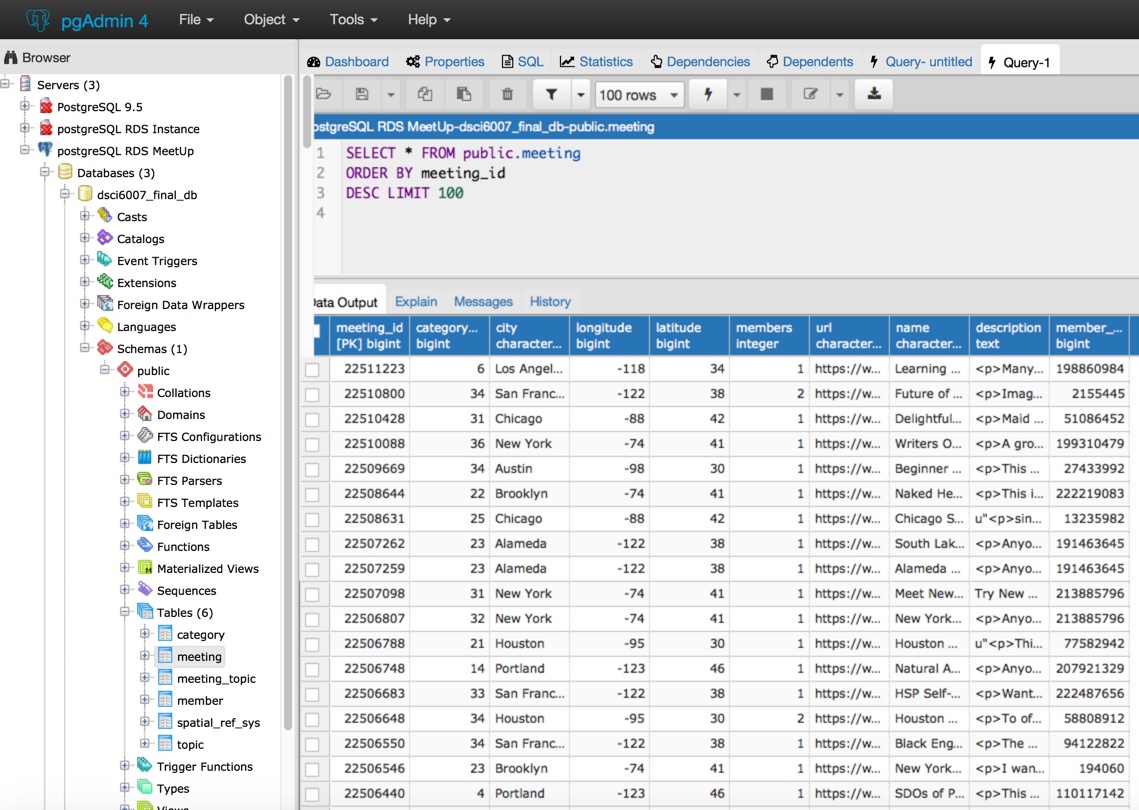 pgAdmin 4 File Object Tools Help
Browser
Servers (3)
PostgreSQL 9.5
postgreSQL RDS Instance
postgreSQL RDS MeetUp
Databases (3)
dsci6007_final_db
Casts
Catalogs
Event Triggers
Extensions
Foreign Data Wrappers
Languages
Schemas (1)
public
Collations
Domains
FTS Configurations
FTS Dictionaries
FTS Parsers
FTS Templates
Foreign Tables
Functions
Materialized Views
Sequences
Tables (6)
category
meeting
meeting_topic
member
spatial_ref_sys
topic
Trigger Functions
Types
Views
Dashboard Properties SQL Statistics Dependencies Dependents Query- untitled Query-1
100 rows
ostgreSQL RDS MeetUp-dsci6007_final_db-public.meeting
1 SELECT * FROM public.meeting
2 ORDER BY meeting_id
3 DESC LIMIT 100
4
Data Output Explain Messages History
meeting_id category... city longitude latitude members url name description member_...
[PK] bigint bigint character... bigint bigint integer character... character... text bigint
22511223 6 Los Angel... -118 34 1 https://w... Learning ... <p>Many... 198860984
22510800 34 San Franc... -122 38 2 https://w... Future of ... <p>Imag... 2155445
22510428 31 Chicago -88 42 1 https://w... Delightful... <p>Maid ... 51086452
22510088 36 New York -74 41 1 https://w... Writers O... <p>A gro... 199310479
22509669 34 Austin -98 30 1 https://w... Beginner ... <p>This ... 27433992
22508644 22 Brooklyn -74 41 1 https://w... Naked He... <p>This i... 222219083
22508631 25 Chicago -88 42 1 https://w... Chicago S... u"<p>sin... 13235982
22507262 23 Alameda -122 38 1 https://w... South Lak... <p>Anyo... 191463645
22507259 23 Alameda -122 38 1 https://w... Alameda ... <p>Anyo... 191463645
22507098 31 New York -74 41 1 https://w... Meet New... Try New ... 213885796
22506807 32 New York -74 41 1 https://w... New York... <p>Anyo... 213885796
22506788 21 Houston -95 30 1 https://w... Houston ... u"<p>Thi... 77582942
22506748 14 Portland -123 46 1 https://w... Natural A... <p>Anyo... 207921329
22506683 33 San Franc... -122 38 1 https://w... HSP Self-... <p>Want... 222487656
22506648 34 Houston -95 30 2 https://w... Houston ... <p>To of... 58808912
22506550 34 San Franc... -122 38 1 https://w... Black Eng... <p>The ... 94122822
22506546 23 Brooklyn -74 41 1 https://w... New York... <p>I wan... 194060
22506440 4 Portland -123 46 1 https://w... SDOs of P... <p>This ... 110117142